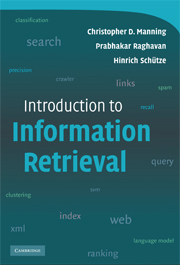 Christopher D. Manning
Prabhakar Raghavan
Hinrich Schütze
classification
search
precision
crawler
links
spam
Introduction to
recall
Information
Retrieval
query
clustering
index
web
xml
ranking
language model
CAMBRIDGE